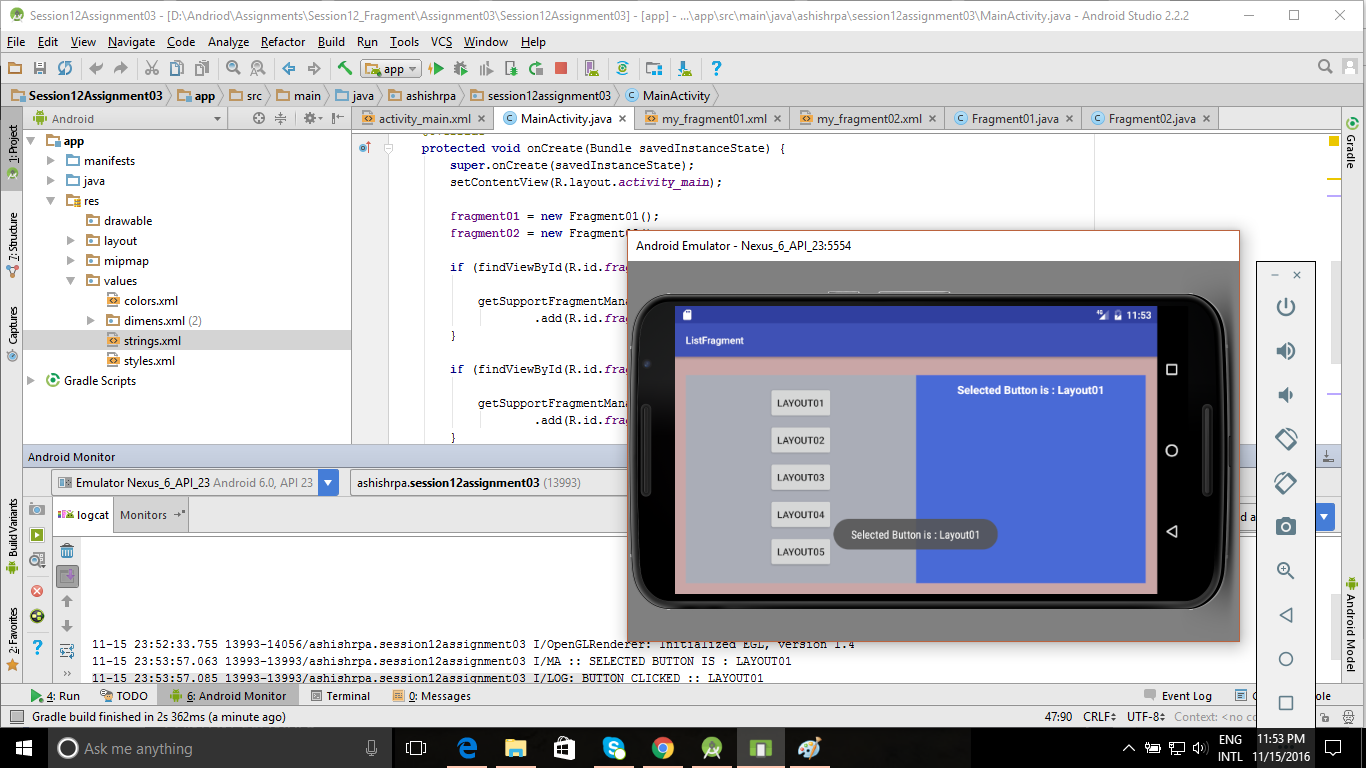 Session12Assignment03 - [D:\Andriod\Assignments\Session12_Fragment\Assignment03\Session12Assignment03] - [app] - ...\app\src\main\java\ashishrpa\session12assignment03\MainActivity.java - Android Studio 2.2.2
File Edit View Navigate Code Analyze Refactor Build Run Tools VCS Window Help
app
Session12Assignment03 app src main java ashishrpa session12assignment03 MainActivity
Android
activity_main.xml MainActivity.java my_fragment01.xml my_fragment02.xml Fragment01.java Fragment02.java
1: Project
7: Structure
Captures
Build Variants
2: Favorites
Gradle
Android Model
app
manifests
java
res
drawable
layout
mipmap
values
colors.xml
dimens.xml (2)
strings.xml
styles.xml
Gradle Scripts
protected void onCreate(Bundle savedInstanceState) {
super.onCreate(savedInstanceState);
setContentView(R.layout.activity_main);
fragment01 = new Fragment01();
fragment02 = new
if (findViewById(R.id.
getSupportFragmentMana
.add(R.id.
}
if (findViewById(R.id.
getSupportFragmentMana
.add(R.id.
}
Android Emulator - Nexus_6_API_23:5554
11:53
ListFragment
LAYOUT01
LAYOUT02
LAYOUT03
LAYOUT04
LAYOUT05
Selected Button is : Layout01
Selected Button is : Layout01
Android Monitor
Emulator Nexus_6_API_23 Android 6.0, API 23
ashishrpa.session12assignment03 (13993)
logcat Monitors
11-15 23:52:33.755 13993-14056/ashishrpa.session12assignment03 I/OpenGLRenderer: Initialized EGL, version 1.4
11-15 23:53:57.063 13993-13993/ashishrpa.session12assignment03 I/MA :: SELECTED BUTTON IS : LAYOUT01
11-15 23:53:57.085 13993-13993/ashishrpa.session12assignment03 I/LOG: BUTTON CLICKED :: LAYOUT01
4: Run TODO 6: Android Monitor Terminal 0: Messages Event Log
Gradle build finished in 2s 362ms (a minute ago) 47:90 CRLF UTF-8 Context: <no co
Ask me anything
ENG
INTL
11:53 PM
11/15/2016